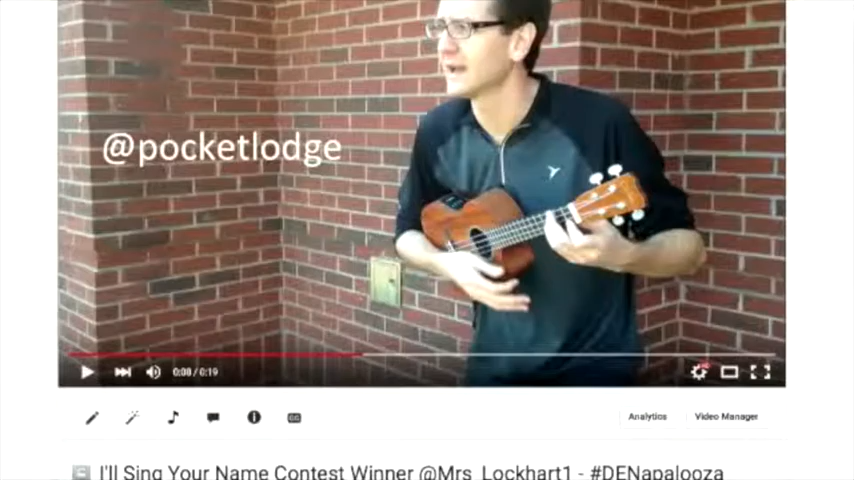 @pocketlodge
0:08 / 0:19
Analytics
Video Manager
I'll Sing Your Name Contest Winner @Mrs_Lockhart1 - #DENapalooza